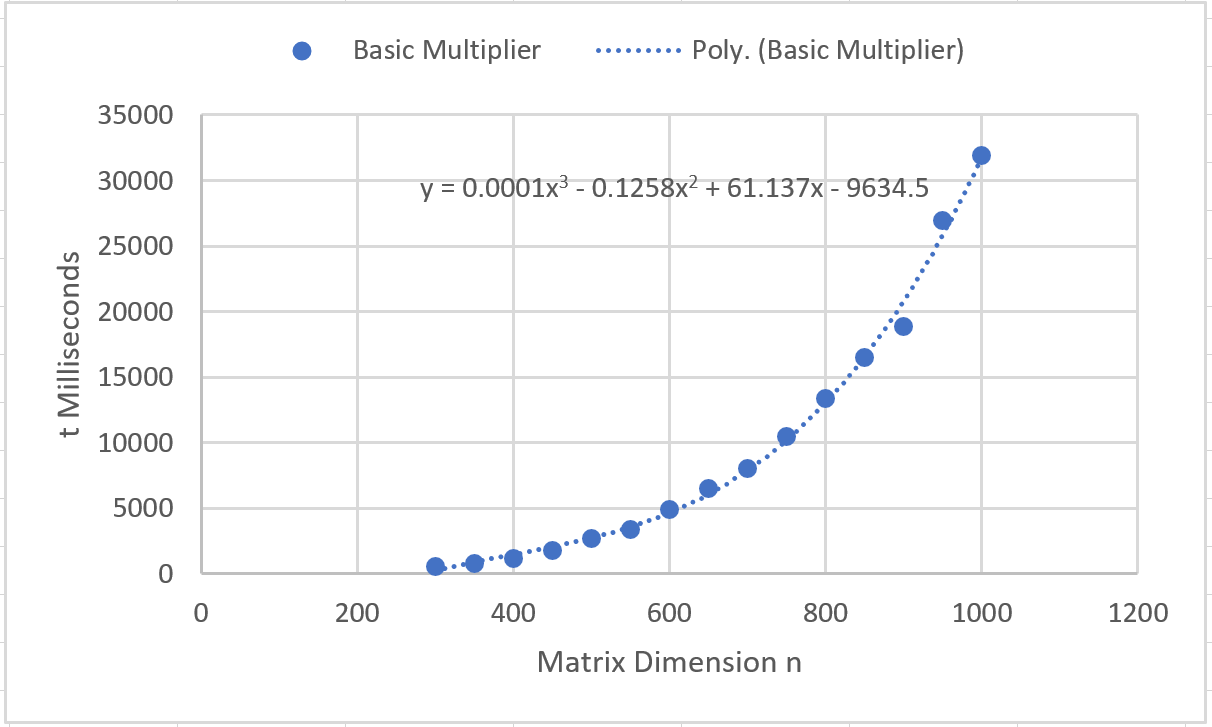 Basic Multiplier Poly. (Basic Multiplier)
35000
y = 0.0001x³ - 0.1258x² + 61.137x - 9634.5
30000
25000
20000
15000
10000
5000
0
t Milliseconds
0 200 400 600 800 1000 1200
Matrix Dimension n